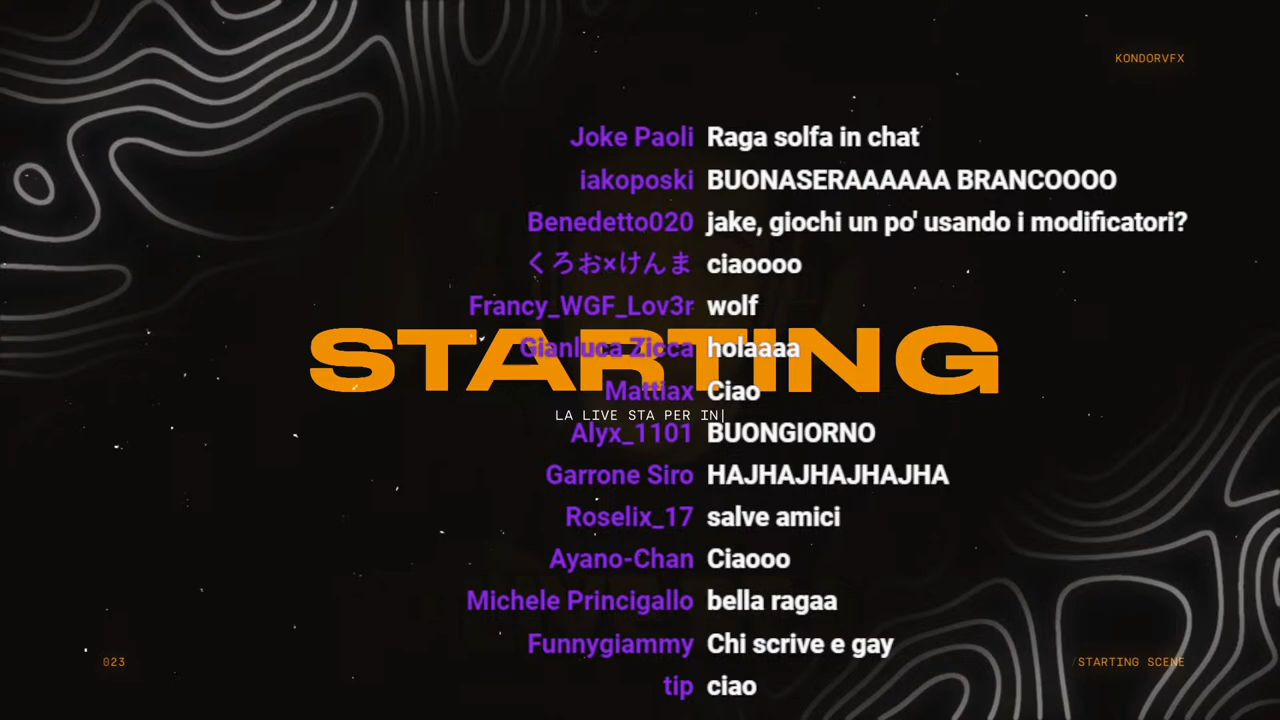 KONDORVFX
Joke Paoli Raga solfa in chat
iakoposki BUONASERAAAAAA BRANCOOOO
Benedetto020 jake, giochi un po' usando i modificatori?
くろお×けんま ciaoooo
Francy_WGF_Lov3r wolf
STARTING
Gianluca Zicca holaaaa
Mattiax Ciao
LA LIVE STA PER IN|
Alyx_1101 BUONGIORNO
Garrone Siro HAJHAJHAJHAJHA
Roselix_17 salve amici
Ayano-Chan Ciaooo
Michele Princigallo bella ragaa
Funnygiammy Chi scrive e gay
023
/STARTING SCENE
tip ciao